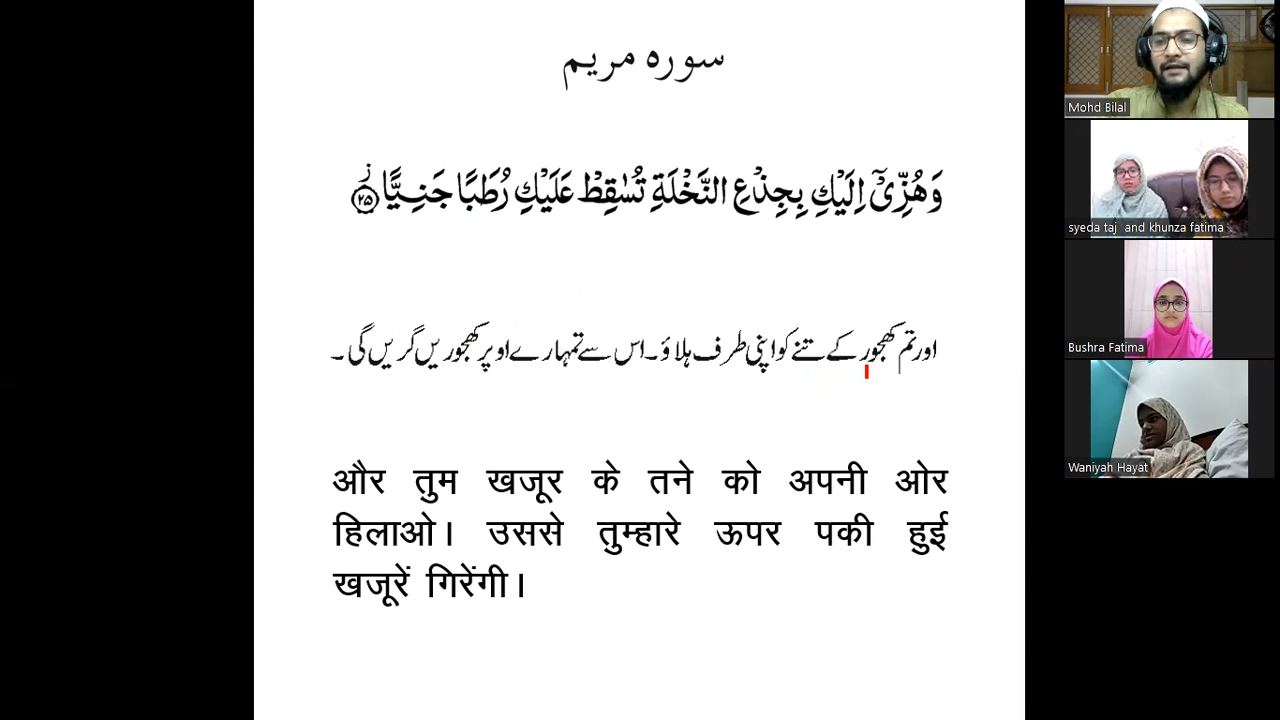 سورہ مریم
وَهُزِّیْۤ اِلَیْكِ بِجِذْعِ النَّخْلَةِ تُسٰقِطْ عَلَیْكِ رُطَبًا جَنِیًّا ۲۵
اور تم کھجور کے تنے کو اپنی طرف ہلاؤ۔ اس سے تمہارے اوپر کھجوریں گریں گی۔
और तुम खजूर के तने को अपनी ओर
हिलाओ। उससे तुम्हारे ऊपर पकी हुई
खजूरें गिरेंगी।
Mohd Bilal
syeda taj and khunza fatima
Bushra Fatima
Waniyah Hayat